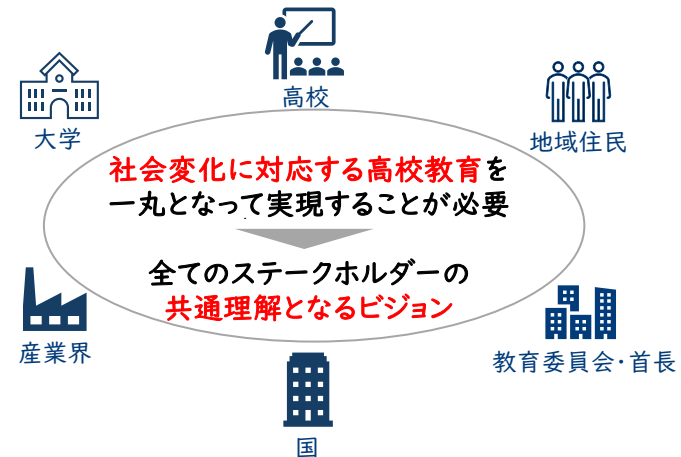 高校
大学
地域住民
社会変化に対応する高校教育を
一丸となって実現することが必要
全てのステークホルダーの
共通理解となるビジョン
産業界
教育委員会・首長
国